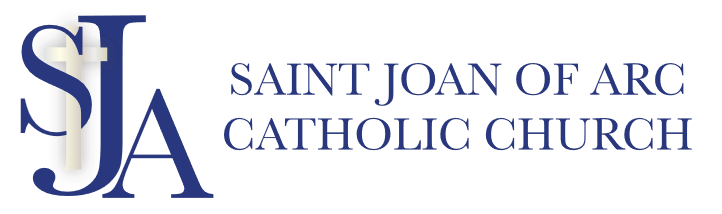 SJA
SAINT JOAN OF ARC
CATHOLIC CHURCH